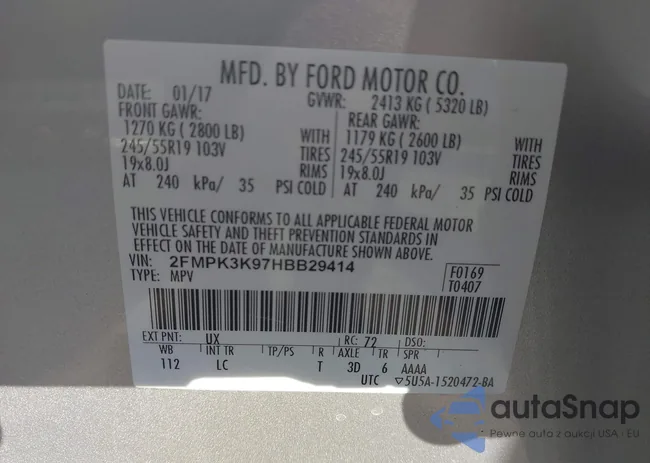 MFD. BY FORD MOTOR CO.
DATE: 01/17 GVWR: 2413 KG ( 5320 LB)
FRONT GAWR: REAR GAWR:
1270 KG ( 2800 LB) WITH 1179 KG ( 2600 LB) WITH
245/55R19 103V TIRES 245/55R19 103V TIRES
19x8.0J RIMS 19x8.0J RIMS
AT 240 kPa/ 35 PSI COLD AT 240 kPa/ 35 PSI COLD
THIS VEHICLE CONFORMS TO ALL APPLICABLE FEDERAL MOTOR
VEHICLE SAFETY AND THEFT PREVENTION STANDARDS IN
EFFECT ON THE DATE OF MANUFACTURE SHOWN ABOVE.
VIN: 2FMPK3K97HBB29414
TYPE: MPV
F0169
T0407
EXT PNT: UX RC: 72 DSO:
WB INT TR TP/PS R AXLE TR SPR
112 LC T 3D 6 AAAA
UTC ▽5U5A-1520472-BA
autaSnap
Pewne auta z aukcji USA - EU